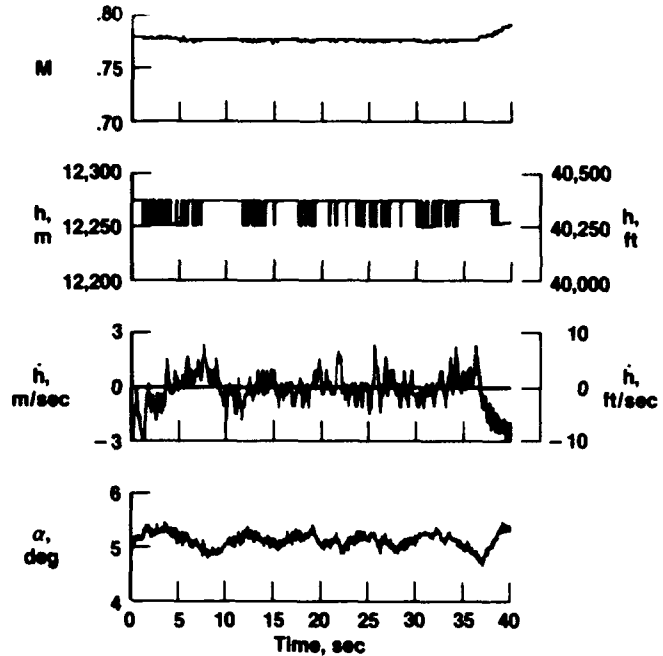 .80
M
.75
.70
12,300
40,500
h,
m
12,250
40,250
h,
ft
12,200
40,000
3
10
ḣ,
m/sec
0
0
ḣ,
ft/sec
–3
–10
6
α,
deg
5
4
0 5 10 15 20 25 30 35 40
Time, sec